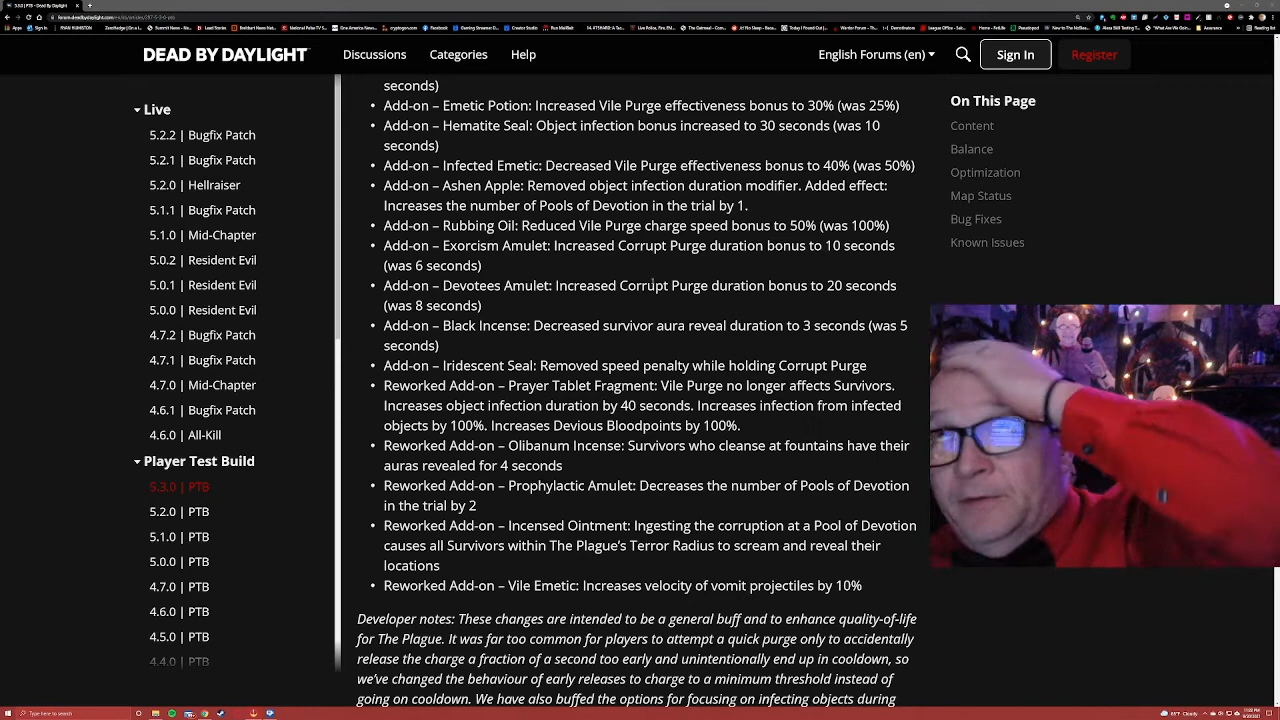 5.3.0 | PTB
forum.deadbydaylight.com
DEAD BY DAYLIGHT
Discussions
Categories
Help
English Forums (en)
Sign In
Register
Live
5.2.2 | Bugfix Patch
5.2.1 | Bugfix Patch
5.2.0 | Hellraiser
5.1.1 | Bugfix Patch
5.1.0 | Mid-Chapter
5.0.2 | Resident Evil
5.0.1 | Resident Evil
5.0.0 | Resident Evil
4.7.2 | Bugfix Patch
4.7.1 | Bugfix Patch
4.7.0 | Mid-Chapter
4.6.1 | Bugfix Patch
4.6.0 | All-Kill
Player Test Build
5.3.0 | PTB
5.2.0 | PTB
5.1.0 | PTB
5.0.0 | PTB
4.7.0 | PTB
4.6.0 | PTB
4.5.0 | PTB
4.4.0 | PTB
seconds)
• Add-on – Emetic Potion: Increased Vile Purge effectiveness bonus to 30% (was 25%)
• Add-on – Hematite Seal: Object infection bonus increased to 30 seconds (was 10
seconds)
• Add-on – Infected Emetic: Decreased Vile Purge effectiveness bonus to 40% (was 50%)
• Add-on – Ashen Apple: Removed object infection duration modifier. Added effect:
Increases the number of Pools of Devotion in the trial by 1.
• Add-on – Rubbing Oil: Reduced Vile Purge charge speed bonus to 50% (was 100%)
• Add-on – Exorcism Amulet: Increased Corrupt Purge duration bonus to 10 seconds
(was 6 seconds)
• Add-on – Devotees Amulet: Increased Corrupt Purge duration bonus to 20 seconds
(was 8 seconds)
• Add-on – Black Incense: Decreased survivor aura reveal duration to 3 seconds (was 5
seconds)
• Add-on – Iridescent Seal: Removed speed penalty while holding Corrupt Purge
• Reworked Add-on – Prayer Tablet Fragment: Vile Purge no longer affects Survivors.
Increases object infection duration by 40 seconds. Increases infection from infected
objects by 100%. Increases Devious Bloodpoints by 100%.
• Reworked Add-on – Olibanum Incense: Survivors who cleanse at fountains have their
auras revealed for 4 seconds
• Reworked Add-on – Prophylactic Amulet: Decreases the number of Pools of Devotion
in the trial by 2
• Reworked Add-on – Incensed Ointment: Ingesting the corruption at a Pool of Devotion
causes all Survivors within The Plague's Terror Radius to scream and reveal their
locations
• Reworked Add-on – Vile Emetic: Increases velocity of vomit projectiles by 10%
Developer notes: These changes are intended to be a general buff and to enhance quality-of-life
for The Plague. It was far too common for players to attempt a quick purge only to accidentally
release the charge a fraction of a second too early and unintentionally end up in cooldown, so
we've changed the behaviour of early releases to charge to a minimum threshold instead of
going on cooldown. We have also buffed the options for focusing on infecting objects during
On This Page
Content
Balance
Optimization
Map Status
Bug Fixes
Known Issues
Type here to search